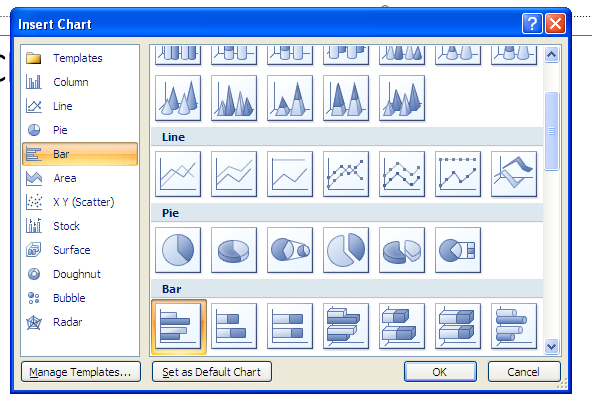 Insert Chart
Templates
Column
Line
Pie
Bar
Area
X Y (Scatter)
Stock
Surface
Doughnut
Bubble
Radar
Line
Pie
Bar
Manage Templates...
Set as Default Chart
OK
Cancel